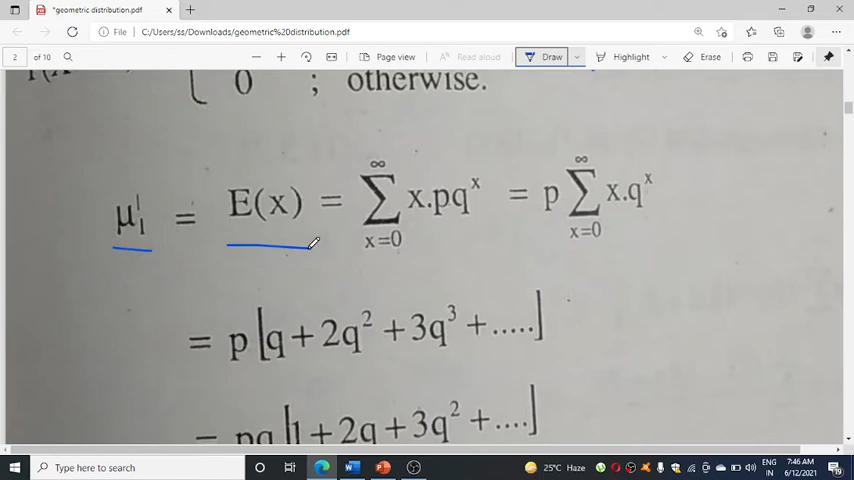 *geometric distribution.pdf
File C:/Users/ss/Downloads/geometric%20distribution.pdf
2 of 10 Page view Read aloud Draw Highlight Erase
0 ; otherwise.
μ₁' = E(x) = ∑_{x=0}^{∞} x.pq^x = p ∑_{x=0}^{∞} x.q^x
= p[q + 2q² + 3q³ + .....]
= pq[1 + 2q + 3q² + ....]
Type here to search 25°C Haze ENG 7:46 AM
IN 6/12/2021 19